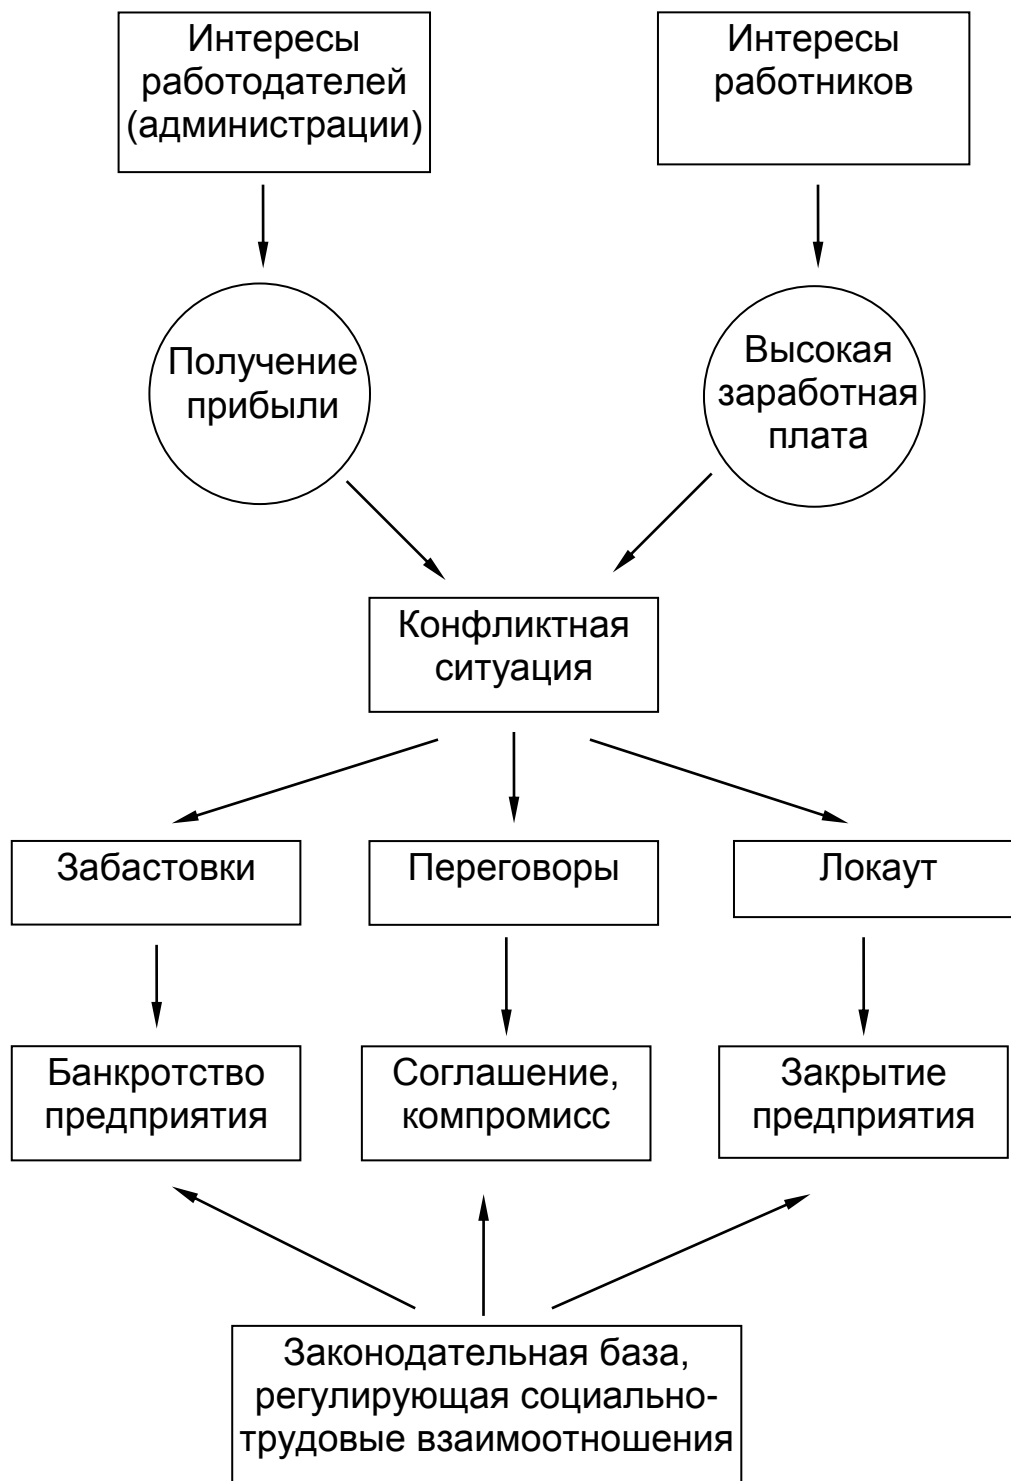 Интересы
работодателей
(администрации)
Интересы
работников
Получение
прибыли
Высокая
заработная
плата
Конфликтная
ситуация
Забастовки
Переговоры
Локаут
Банкротство
предприятия
Соглашение,
компромисс
Закрытие
предприятия
Законодательная база,
регулирующая социально-
трудовые взаимоотношения